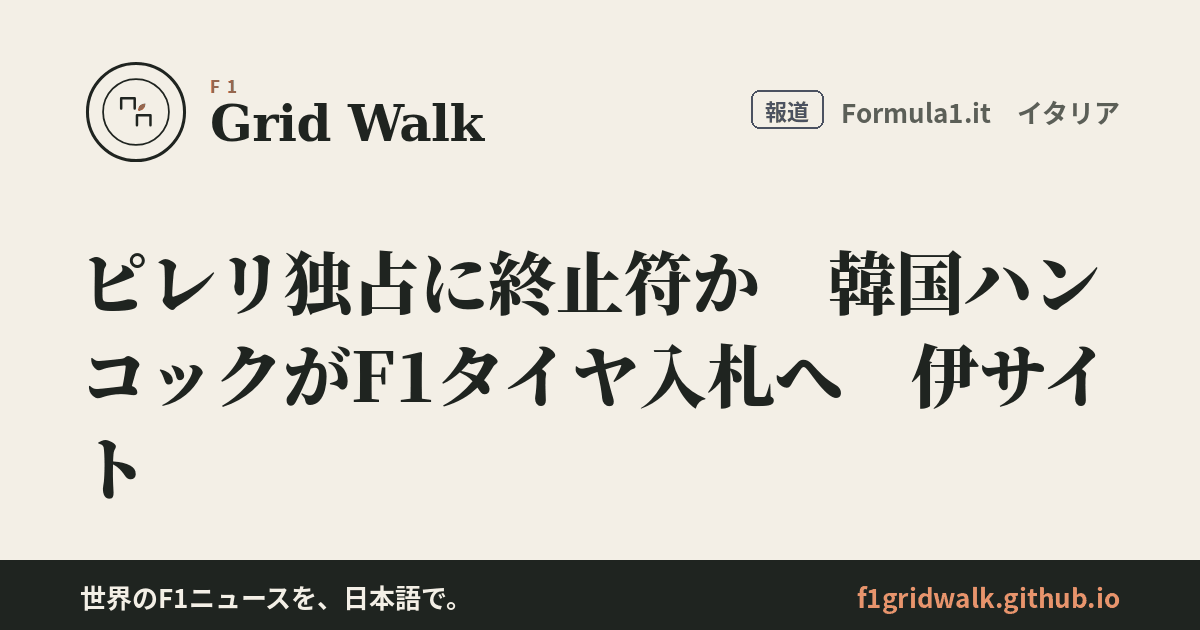 F1
Grid Walk
報道 Formula1.it イタリア
ピレリ独占に終止符か 韓国ハン
コックがF1タイヤ入札へ 伊サイ
ト
世界のF1ニュースを、日本語で。
f1gridwalk.github.io